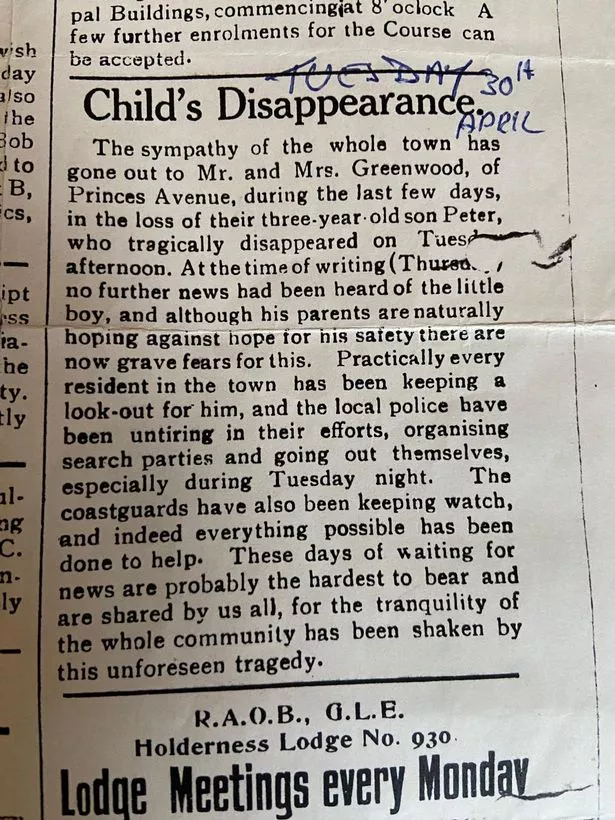 pal Buildings, commencing at 8 oclock A
few further enrolments for the Course can
be accepted.
TUESDAY 30th
APRIL
Child's Disappearance.
The sympathy of the whole town has
gone out to Mr. and Mrs. Greenwood, of
Princes Avenue, during the last few days,
in the loss of their three-year-old son Peter,
who tragically disappeared on
afternoon. At the time of writing
no further news had been heard of the little
boy, and although his parents are naturally
hoping against hope for his safety there are
now grave fears for this. Practically every
resident in the town has been keeping a
look-out for him, and the local police have
been untiring in their efforts, organising
search parties and going out themselves,
especially during Tuesday night. The
coastguards have also been keeping watch,
and indeed everything possible has been
done to help. These days of waiting for
news are probably the hardest to bear and
are shared by us all, for the tranquility of
the whole community has been shaken by
this unforeseen tragedy.
R.A.O.B., G.L.E.
Holderness Lodge No. 930.
Lodge Meetings every Monday